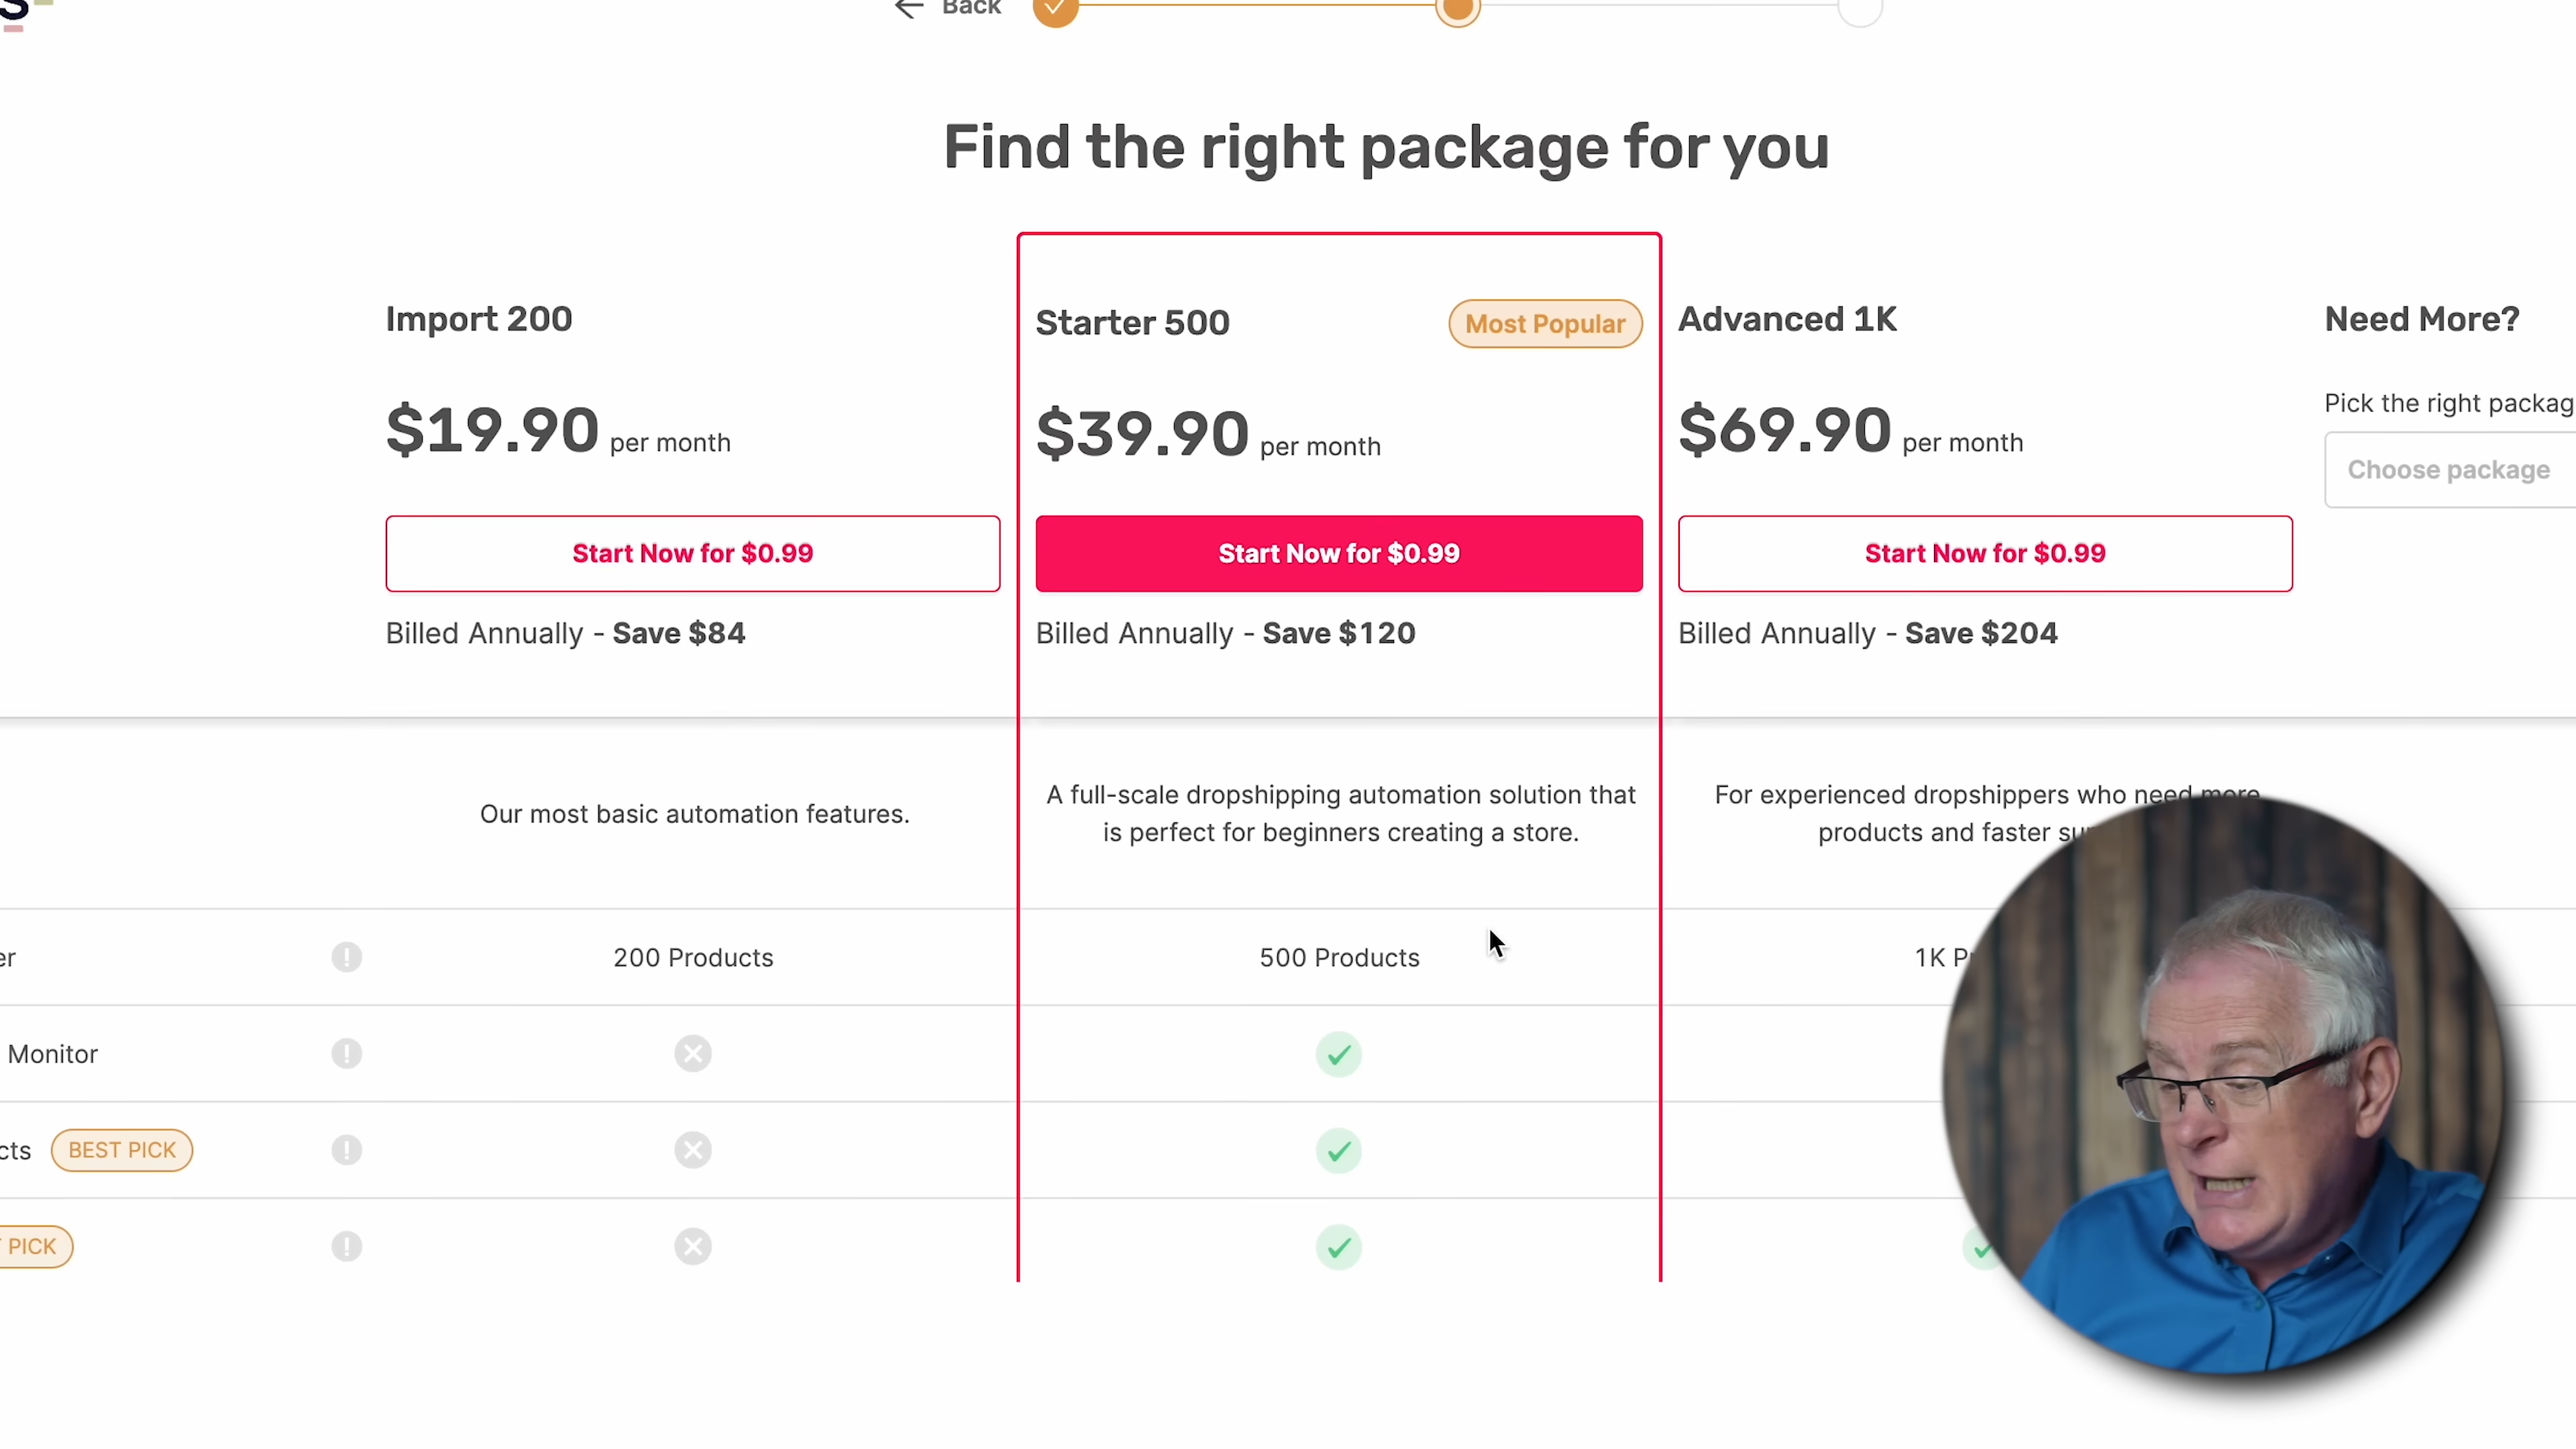 Back
Find the right package for you
Import 200
$19.90 per month
Start Now for $0.99
Billed Annually - Save $84
Starter 500
Most Popular
$39.90 per month
Start Now for $0.99
Billed Annually - Save $120
Advanced 1K
$69.90 per month
Start Now for $0.99
Billed Annually - Save $204
Need More?
Pick the right packag
Choose package
Our most basic automation features.
A full-scale dropshipping automation solution that
is perfect for beginners creating a store.
For experienced dropshippers who need more
products and faster su
er
200 Products
500 Products
1K P
Monitor
cts BEST PICK
PICK